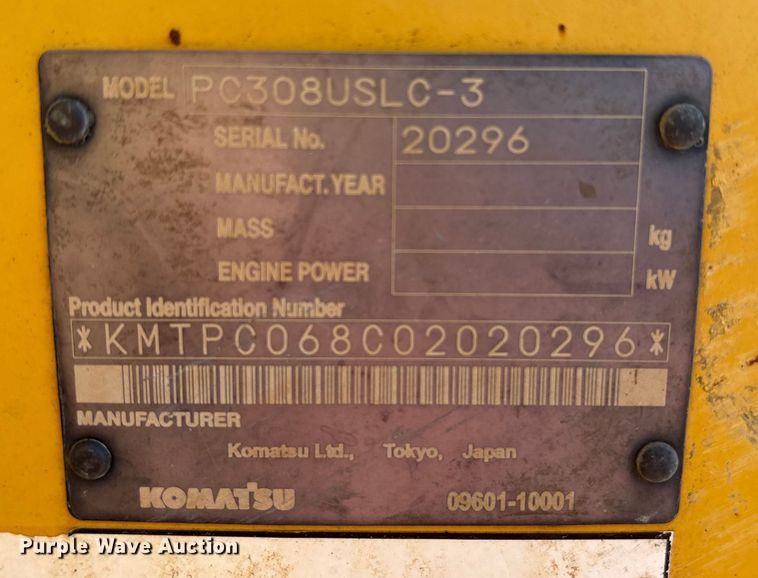 MODEL PC308USLC-3
SERIAL No. 20296
MANUFACT. YEAR
MASS kg
ENGINE POWER kW
Product Identification Number
*KMTPC068C02020296*
MANUFACTURER
Komatsu Ltd., Tokyo, Japan
KOMATSU 09601-10001
Purple Wave Auction